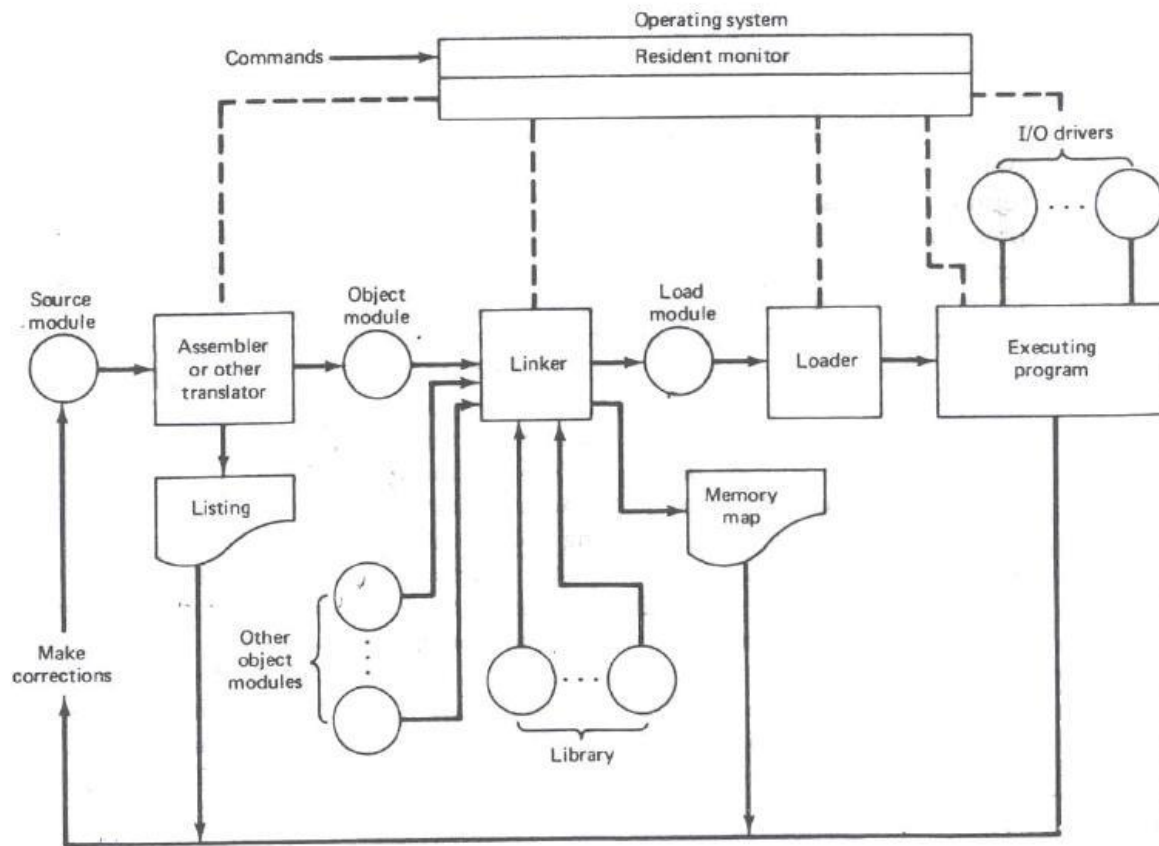 Operating system
Commands
Resident monitor
I/O drivers
Source
module
Object
module
Load
module
Assembler
or other
translator
Linker
Loader
Executing
program
Listing
Memory
map
Other
object
modules
Make
corrections
Library